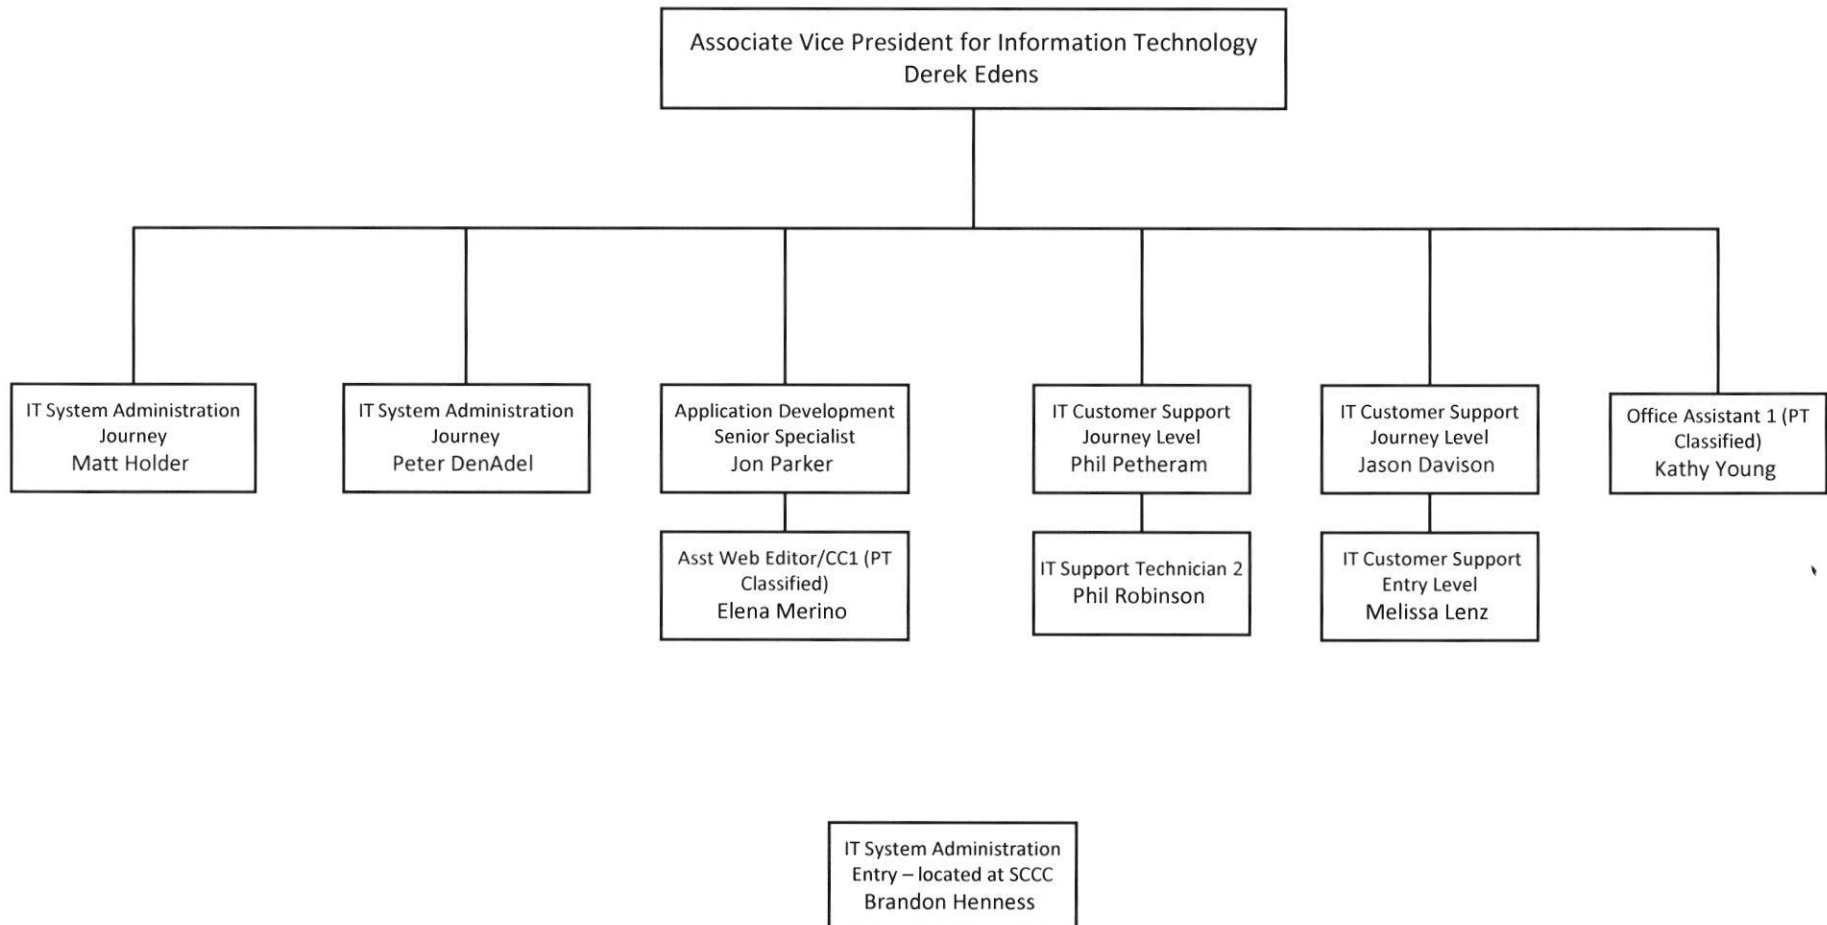 Associate Vice President for Information Technology
Derek Edens
IT System Administration
Journey
Matt Holder
IT System Administration
Journey
Peter DenAdel
Application Development
Senior Specialist
Jon Parker
IT Customer Support
Journey Level
Phil Petheram
IT Customer Support
Journey Level
Jason Davison
Office Assistant 1 (PT
Classified)
Kathy Young
Asst Web Editor/CC1 (PT
Classified)
Elena Merino
IT Support Technician 2
Phil Robinson
IT Customer Support
Entry Level
Melissa Lenz
IT System Administration
Entry – located at SCCC
Brandon Henness